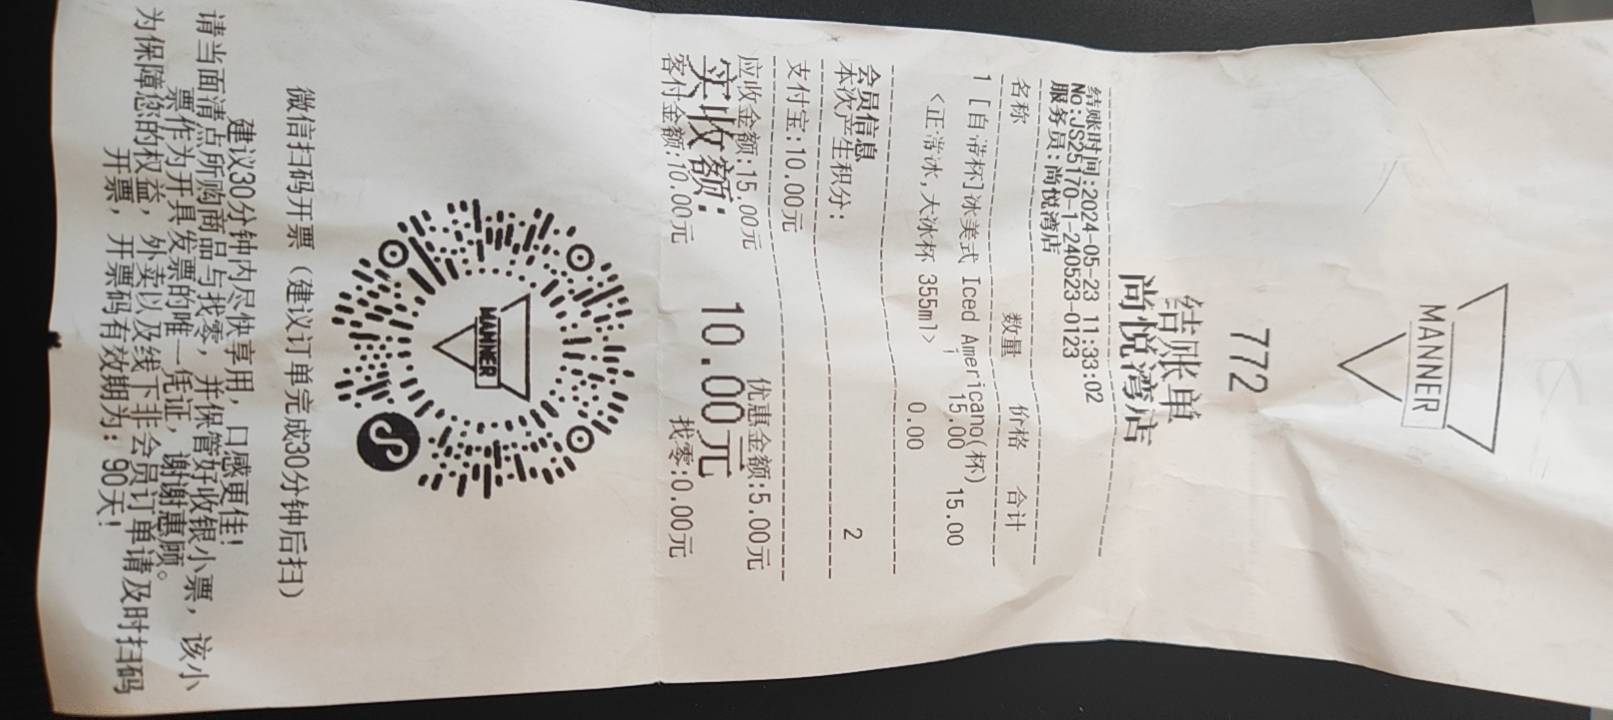 MANNER
772
结账单
尚悦湾店
结账时间:2024-05-23 11:33:02
No:JS25170-1-240523-0123
服务员:尚悦湾店
名称 数量 价格 合计
1 [自带杯]冰美式 Iced Americano(杯)
1 15.00 15.00
<正常冰,大冰杯 355ml> 0.00
会员信息
本次产生积分: 2
支付宝:10.00元
应收金额:15.00元 优惠金额:5.00元
实收额: 10.00元
客付金额:10.00元 找零:0.00元
MANNER
微信扫码开票（建议订单完成30分钟后扫）
建议30分钟内尽快享用，口感更佳！
请当面清点所购商品与找零，并保管好收银小票，该小
票作为开具发票的唯一凭证，谢谢惠顾。
为保障您的权益，外卖以及线下非会员订单请及时扫码
开票，开票码有效期为：90天！